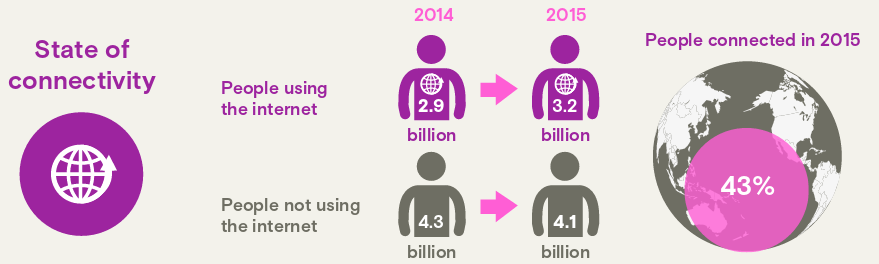 State of
connectivity
2014
2015
People using
the internet
2.9
billion
3.2
billion
People not using
the internet
4.3
billion
4.1
billion
People connected in 2015
43%